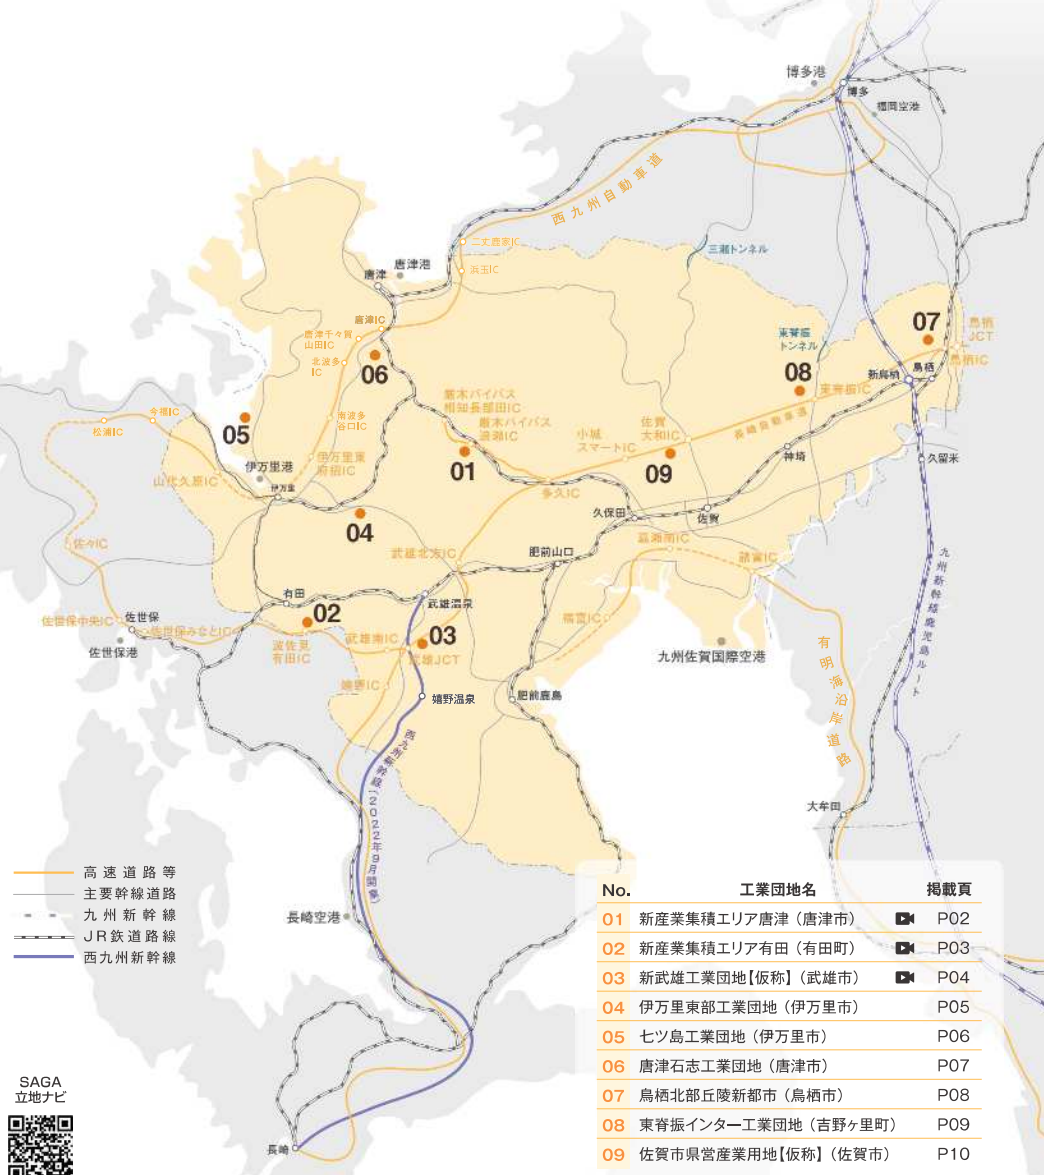 博多港
博多
福岡空港
西九州自動車道
三瀬トンネル
二丈鹿家IC
浜玉IC
唐津
唐津港
唐津IC
唐津千々賀
山田IC
北波多
IC
06
07
鳥栖
JCT
鳥栖IC
東脊振
トンネル
新鳥栖
鳥栖
08
東脊振IC
長崎自動車道
厳木バイパス
相知長部田IC
厳木バイパス
浪瀬IC
南波多
谷口IC
今福IC
松浦IC
05
伊万里港
伊万里東
府招IC
山代久原IC
伊万里
01
小城
スマートIC
佐賀
大和IC
09
神埼
久留米
多久IC
04
久保田
佐賀
嘉瀬南IC
諸富IC
佐々IC
武雄北方IC
肥前山口
有田
02
武雄温泉
福富IC
佐世保中央IC
佐世保
佐世保みなとIC
佐世保港
波佐見
有田IC
武雄南IC
03
武雄JCT
九州佐賀国際空港
嬉野IC
嬉野温泉
肥前鹿島
九州新幹線鹿児島ルート
有明海沿岸道路
西九州新幹線(2022年9月開業)
大牟田
長崎空港
長崎
高速道路等
主要幹線道路
九州新幹線
JR鉄道路線
西九州新幹線
SAGA
立地ナビ
No. 工業団地名 掲載頁
01 新産業集積エリア唐津（唐津市） P02
02 新産業集積エリア有田（有田町） P03
03 新武雄工業団地【仮称】（武雄市） P04
04 伊万里東部工業団地（伊万里市） P05
05 七ツ島工業団地（伊万里市） P06
06 唐津石志工業団地（唐津市） P07
07 鳥栖北部丘陵新都市（鳥栖市） P08
08 東脊振インター工業団地（吉野ヶ里町） P09
09 佐賀市県営産業用地【仮称】（佐賀市） P10